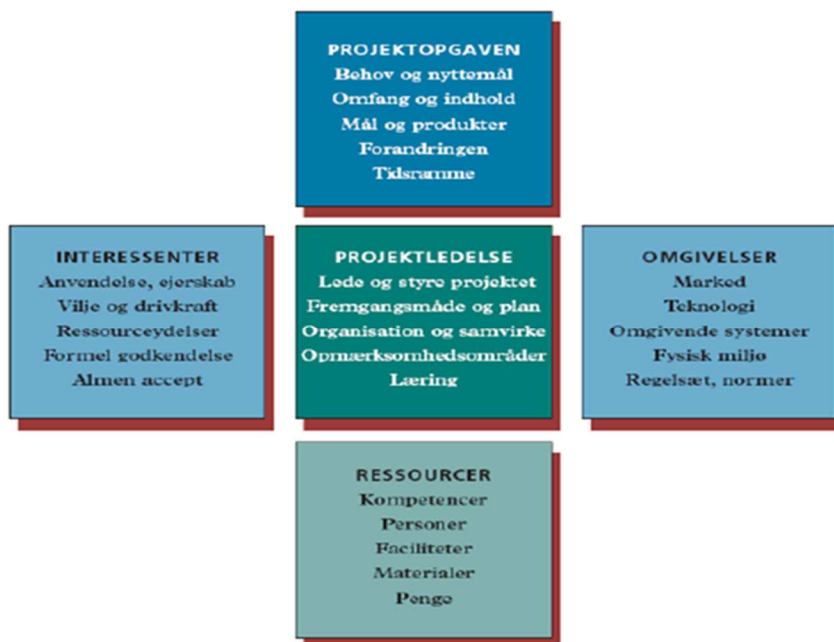 PROJEKTOPGAVEN
Behov og nyttemål
Omfang og indhold
Mål og produkter
Forandringen
Tidsramme
INTERESSENTER
Anvendelse, ejerskab
Vilje og drivkraft
Ressourceydelser
Formel godkendelse
Almen accept
PROJEKTLEDELSE
Lede og styre projektet
Fremgangsmåde og plan
Organisation og samvirke
Opmærksomhedsområder
Læring
OMGIVELSER
Marked
Teknologi
Omgivende systemer
Fysisk miljø
Regelsæt, normer
RESSOURCER
Kompetencer
Personer
Faciliteter
Materialer
Penge